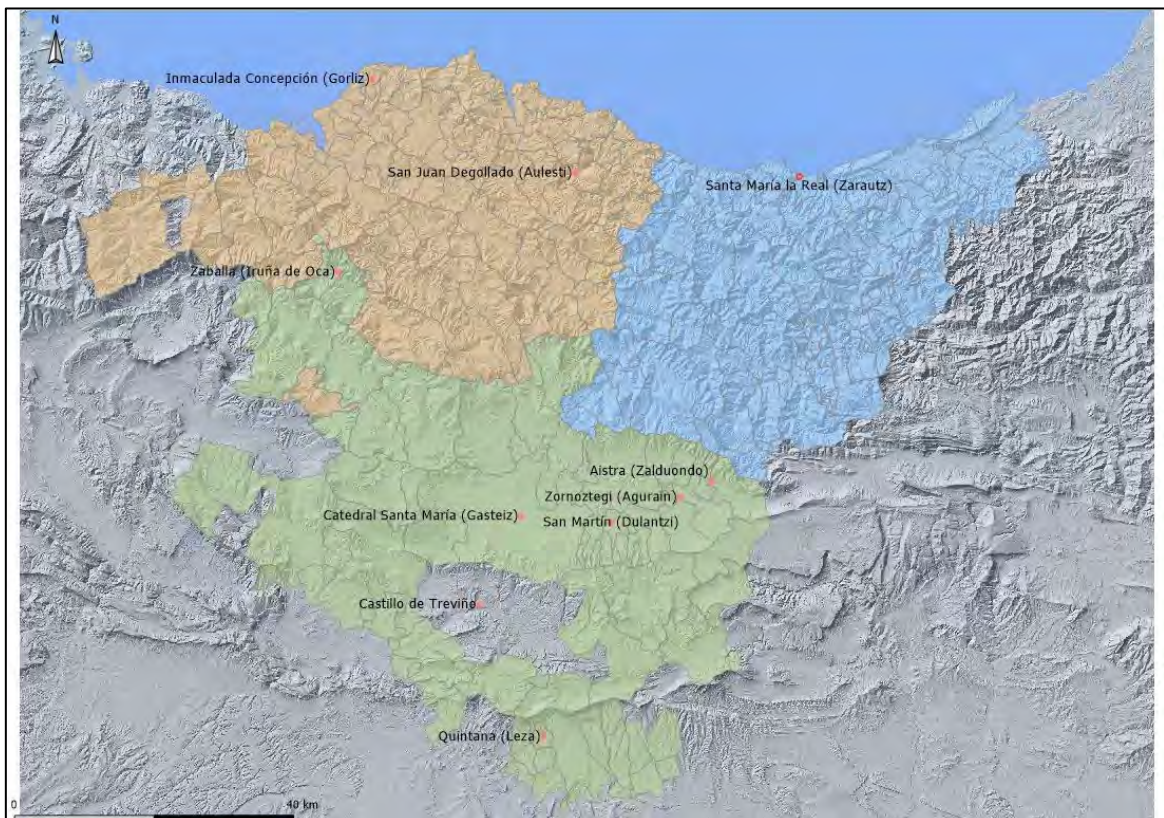 N
Inmaculada Concepción (Gorliz)
San Juan Degollado (Aulesti)
Santa María la Real (Zarautz)
Zaballa (Iruña de Oca)
Aistra (Zalduondo)
Zornoztegi (Agurain)
Catedral Santa María (Gasteiz)
San Martín (Dulantzi)
Castillo de Treviño
Quintana (Leza)
0
40 km